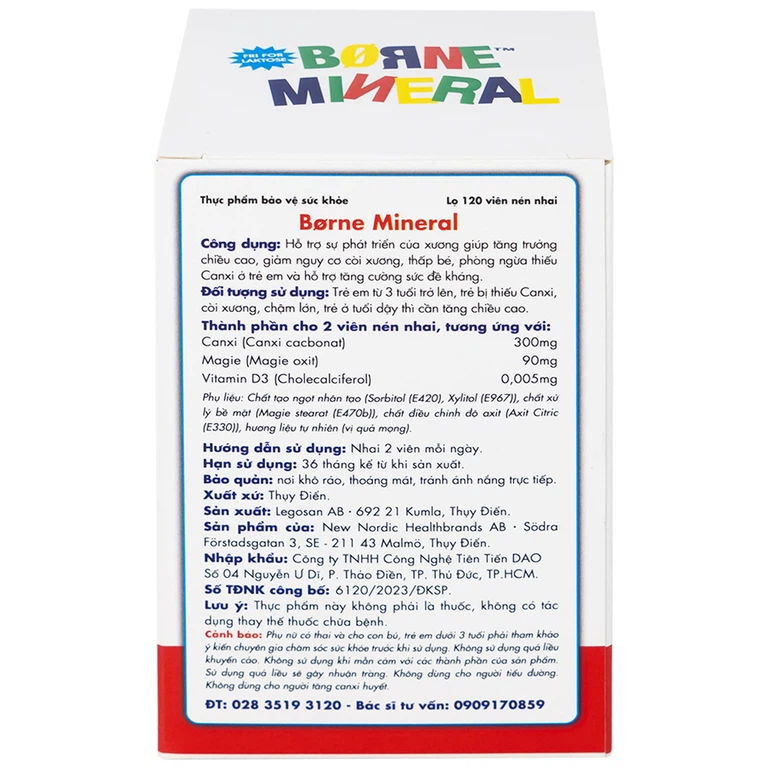 FRI FOR
LAKTOSE
BØRNE™
MINERAL
Thực phẩm bảo vệ sức khỏe Lọ 120 viên nén nhai
Børne Mineral
Công dụng: Hỗ trợ sự phát triển của xương giúp tăng trưởng
chiều cao, giảm nguy cơ còi xương, thấp bé, phòng ngừa thiếu
Canxi ở trẻ em và hỗ trợ tăng cường sức đề kháng.
Đối tượng sử dụng: Trẻ em từ 3 tuổi trở lên, trẻ bị thiếu Canxi,
còi xương, chậm lớn, trẻ ở tuổi dậy thì cần tăng chiều cao.
Thành phần cho 2 viên nén nhai, tương ứng với:
Canxi (Canxi cacbonat) 300mg
Magie (Magie oxit) 90mg
Vitamin D3 (Cholecalciferol) 0,005mg
Phụ liệu: Chất tạo ngọt nhân tạo (Sorbitol (E420), Xylitol (E967)), chất xử
lý bề mặt (Magie stearat (E470b)), chất điều chỉnh độ axit (Axit Citric
(E330)), hương liệu tự nhiên (vị quả mọng).
Hướng dẫn sử dụng: Nhai 2 viên mỗi ngày.
Hạn sử dụng: 36 tháng kể từ khi sản xuất.
Bảo quản: nơi khô ráo, thoáng mát, tránh ánh nắng trực tiếp.
Xuất xứ: Thụy Điển.
Sản xuất: Legosan AB · 692 21 Kumla, Thụy Điển.
Sản phẩm của: New Nordic Healthbrands AB · Södra
Förstadsgatan 3, SE - 211 43 Malmö, Thụy Điển.
Nhập khẩu: Công ty TNHH Công Nghệ Tiên Tiến DAO
Số 04 Nguyễn Ư Dĩ, P. Thảo Điền, TP. Thủ Đức, TP.HCM.
Số TĐNK công bố: 6120/2023/ĐKSP.
Lưu ý: Thực phẩm này không phải là thuốc, không có tác
dụng thay thế thuốc chữa bệnh.
Cảnh báo: Phụ nữ có thai và cho con bú, trẻ em dưới 3 tuổi phải tham khảo
ý kiến chuyên gia chăm sóc sức khỏe trước khi sử dụng. Không sử dụng quá liều
khuyến cáo. Không sử dụng khi mẫn cảm với các thành phần của sản phẩm.
Sử dụng quá liều sẽ gây nhuận tràng. Không dùng cho người tiểu đường.
Không dùng cho người tăng canxi huyết.
ĐT: 028 3519 3120 - Bác sĩ tư vấn: 0909170859